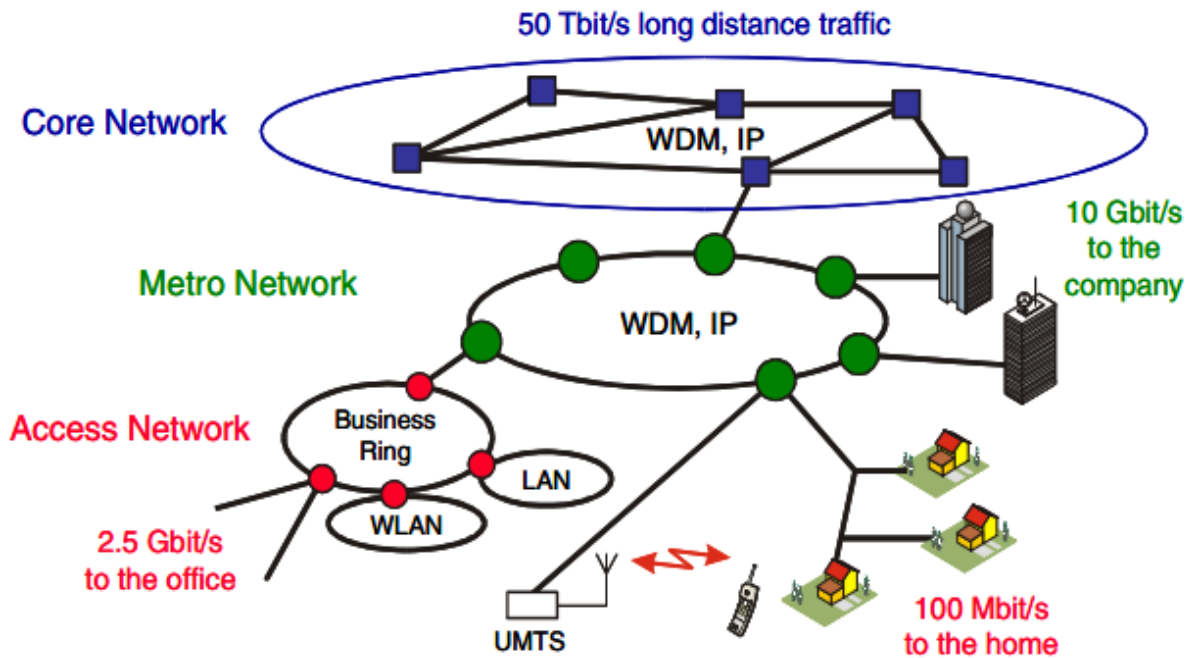 50 Tbit/s long distance traffic
Core Network
WDM, IP
10 Gbit/s
to the
company
Metro Network
WDM, IP
Access Network
Business
Ring
LAN
WLAN
2.5 Gbit/s
to the office
UMTS
100 Mbit/s
to the home